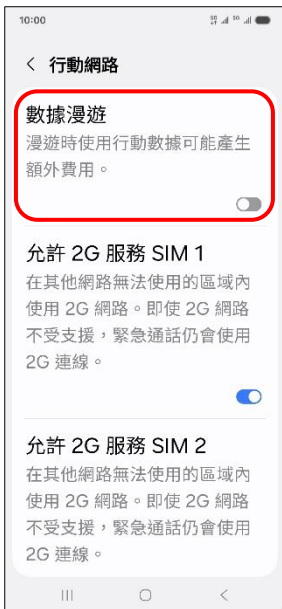 10:00
5G 5G
行動網路
數據漫遊
漫遊時使用行動數據可能產生
額外費用。
允許 2G 服務 SIM 1
在其他網路無法使用的區域內
使用 2G 網路。即使 2G 網路
不受支援，緊急通話仍會使用
2G 連線。
允許 2G 服務 SIM 2
在其他網路無法使用的區域內
使用 2G 網路。即使 2G 網路
不受支援，緊急通話仍會使用
2G 連線。